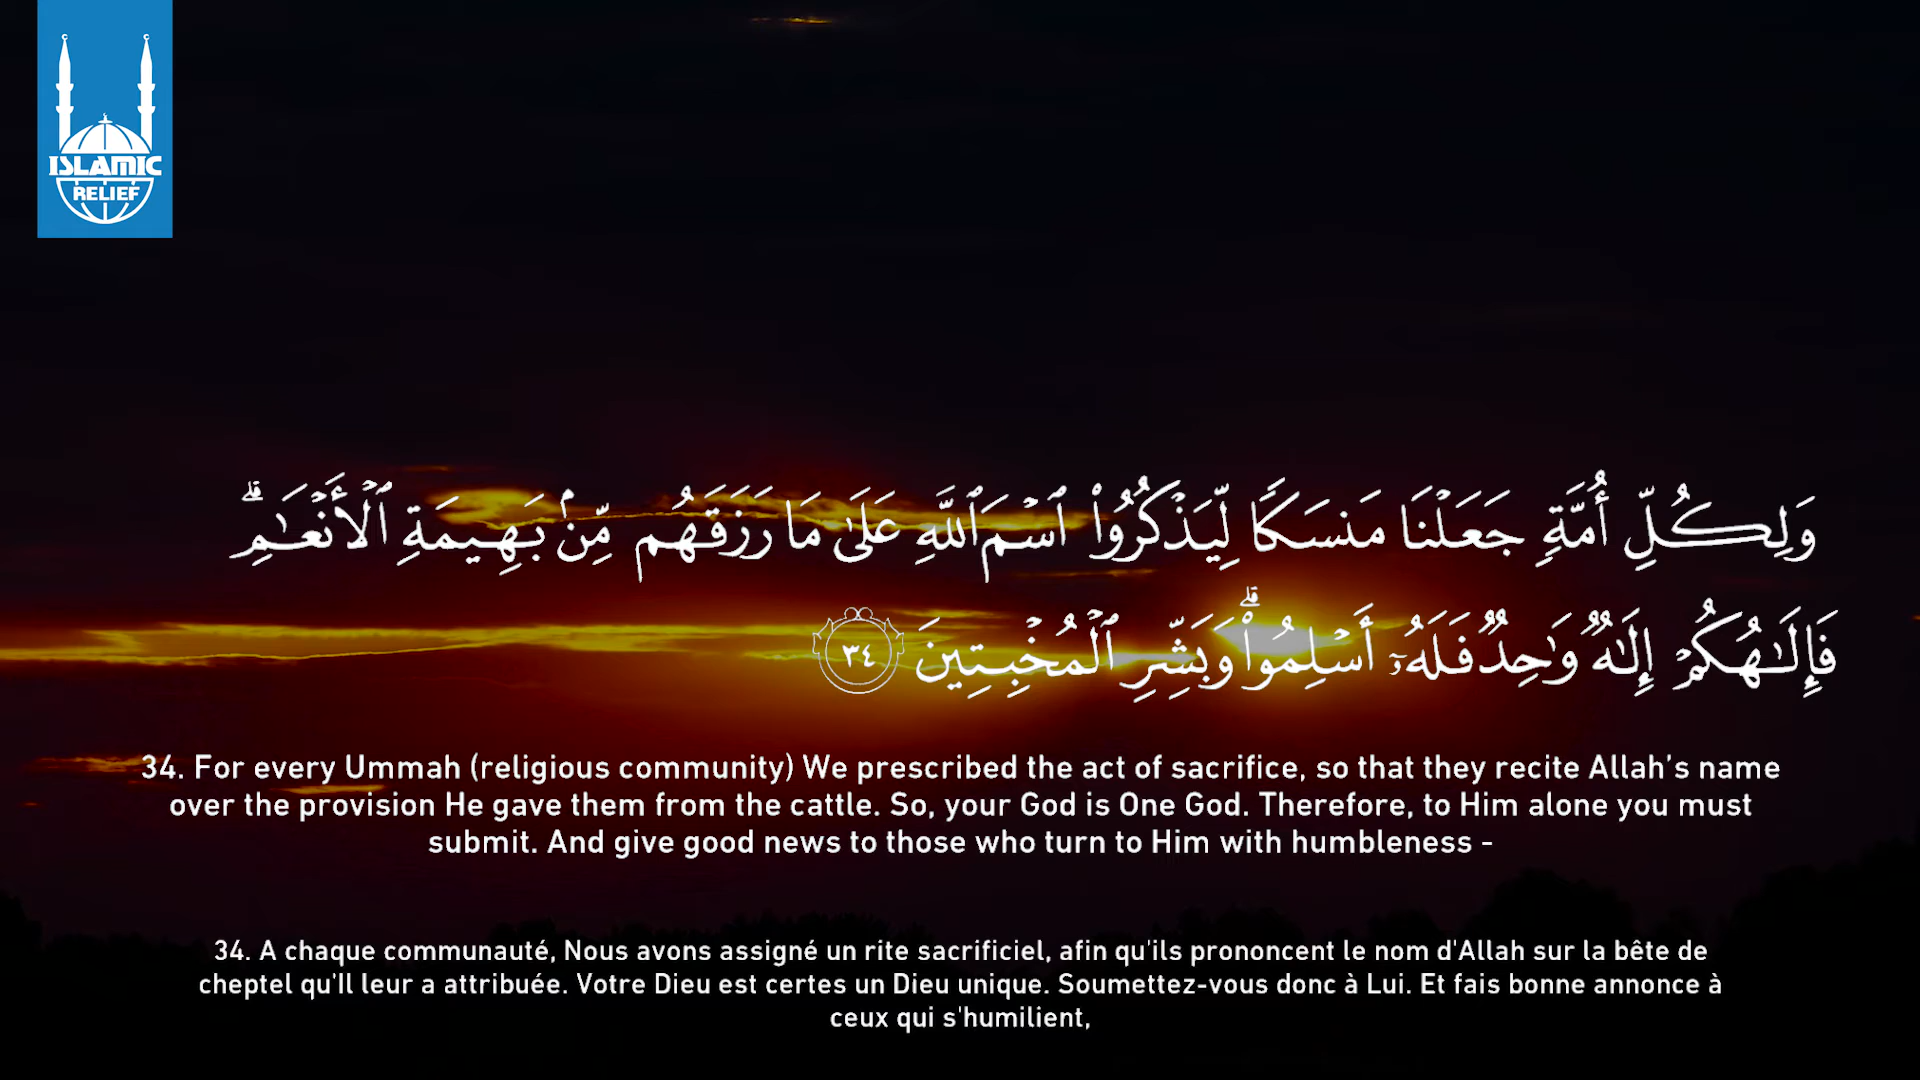 ISLAMIC
RELIEF
وَلِكُلِّ أُمَّةٍ جَعَلْنَا مَنسَكًا لِّيَذْكُرُوا۟ ٱسْمَ ٱللَّهِ عَلَىٰ مَا رَزَقَهُم مِّنۢ بَهِيمَةِ ٱلْأَنْعَـٰمِ ۗ
فَإِلَـٰهُكُمْ إِلَـٰهٌ وَٰحِدٌ فَلَهُۥٓ أَسْلِمُوا۟ ۗ وَبَشِّرِ ٱلْمُخْبِتِينَ ٣٤
34. For every Ummah (religious community) We prescribed the act of sacrifice, so that they recite Allah’s name
over the provision He gave them from the cattle. So, your God is One God. Therefore, to Him alone you must
submit. And give good news to those who turn to Him with humbleness -
34. A chaque communauté, Nous avons assigné un rite sacrificiel, afin qu'ils prononcent le nom d'Allah sur la bête de
cheptel qu'Il leur a attribuée. Votre Dieu est certes un Dieu unique. Soumettez-vous donc à Lui. Et fais bonne annonce à
ceux qui s'humilient,